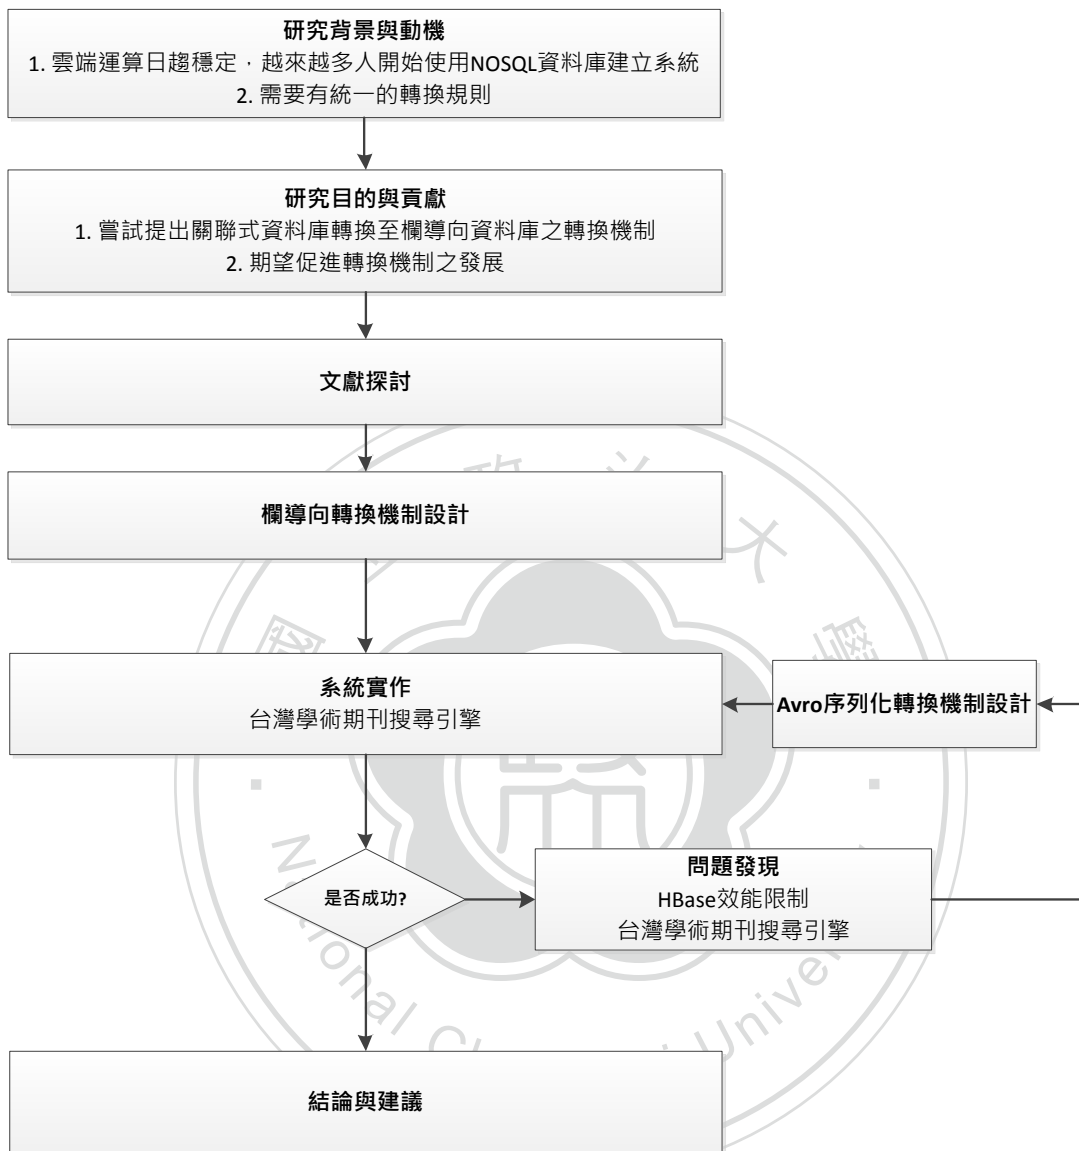 研究背景與動機
1. 雲端運算日趨穩定，越來越多人開始使用NOSQL資料庫建立系統
2. 需要有統一的轉換規則
研究目的與貢獻
1. 嘗試提出關聯式資料庫轉換至欄導向資料庫之轉換機制
2. 期望促進轉換機制之發展
文獻探討
欄導向轉換機制設計
系統實作
台灣學術期刊搜尋引擎
Avro序列化轉換機制設計
是否成功?
問題發現
HBase效能限制
台灣學術期刊搜尋引擎
結論與建議